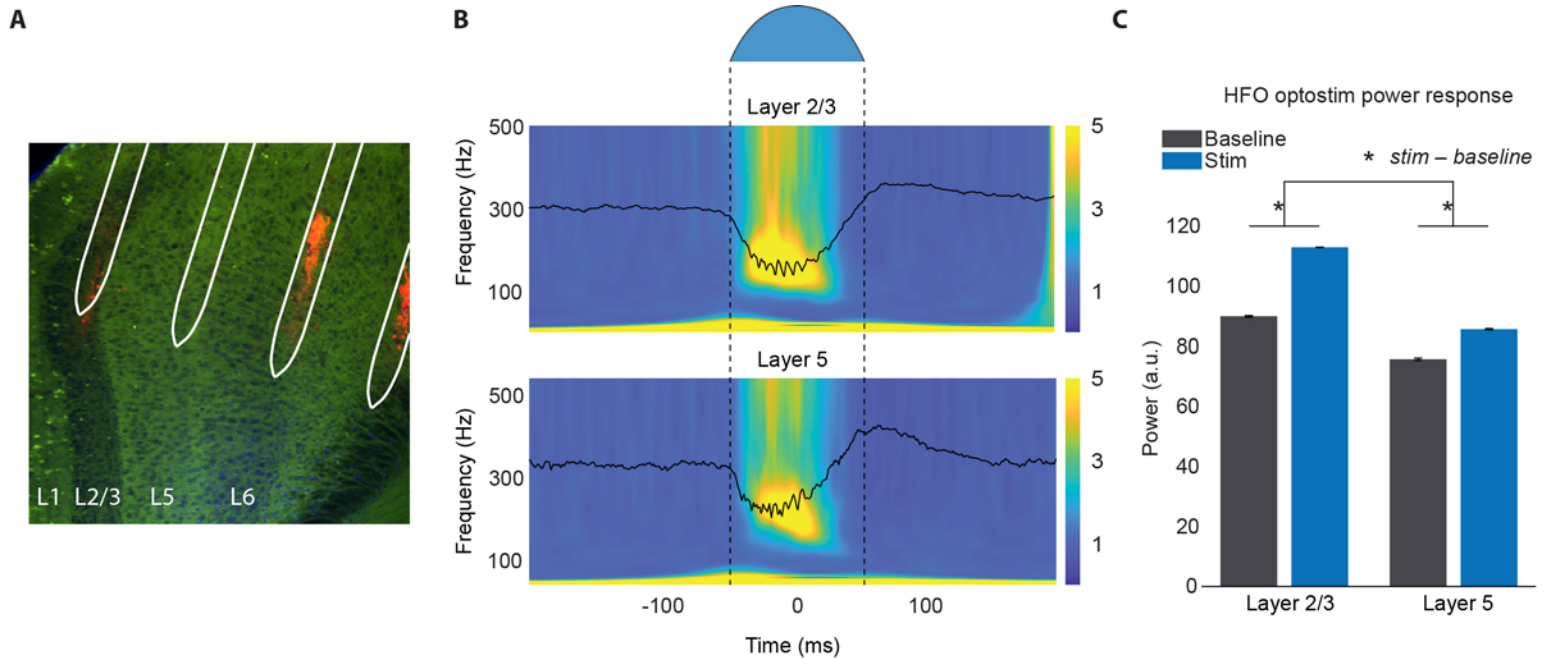 A
L1 L2/3 L5 L6
B
Layer 2/3
Frequency (Hz)
500
300
100
5
3
1
Layer 5
Frequency (Hz)
500
300
100
5
3
1
-100 0 100
Time (ms)
C
HFO optostim power response
Baseline
Stim
* stim – baseline
* *
Power (a.u.)
120
100
80
60
40
20
0
Layer 2/3 Layer 5